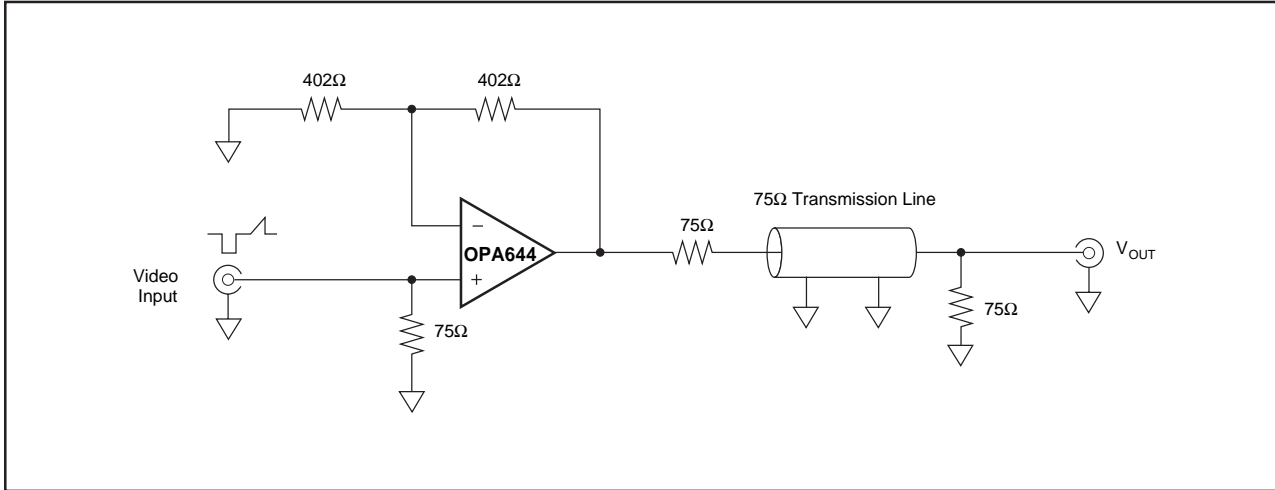 402Ω
402Ω
75Ω Transmission Line
75Ω
−
OPA644
+
V_OUT
Video
Input
75Ω
75Ω